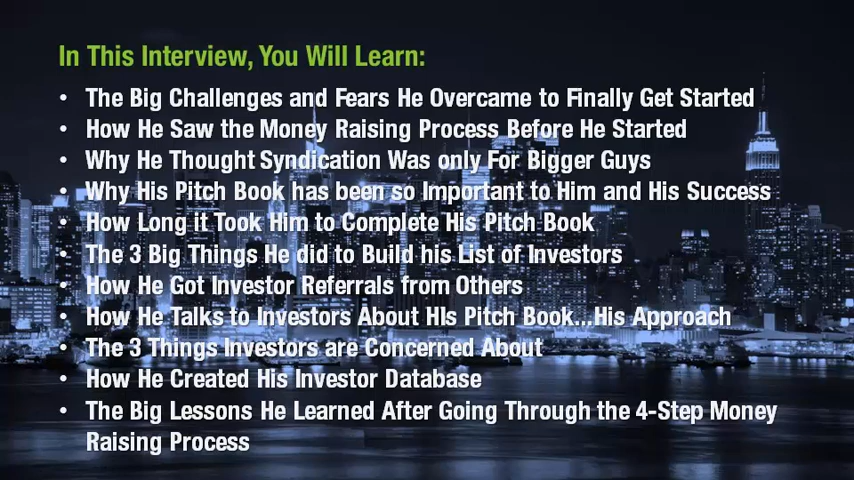 In This Interview, You Will Learn:
• The Big Challenges and Fears He Overcame to Finally Get Started
• How He Saw the Money Raising Process Before He Started
• Why He Thought Syndication Was only For Bigger Guys
• Why His Pitch Book has been so Important to Him and His Success
• How Long it Took Him to Complete His Pitch Book
• The 3 Big Things He did to Build his List of Investors
• How He Got Investor Referrals from Others
• How He Talks to Investors About HIs Pitch Book...His Approach
• The 3 Things Investors are Concerned About
• How He Created His Investor Database
• The Big Lessons He Learned After Going Through the 4-Step Money
Raising Process